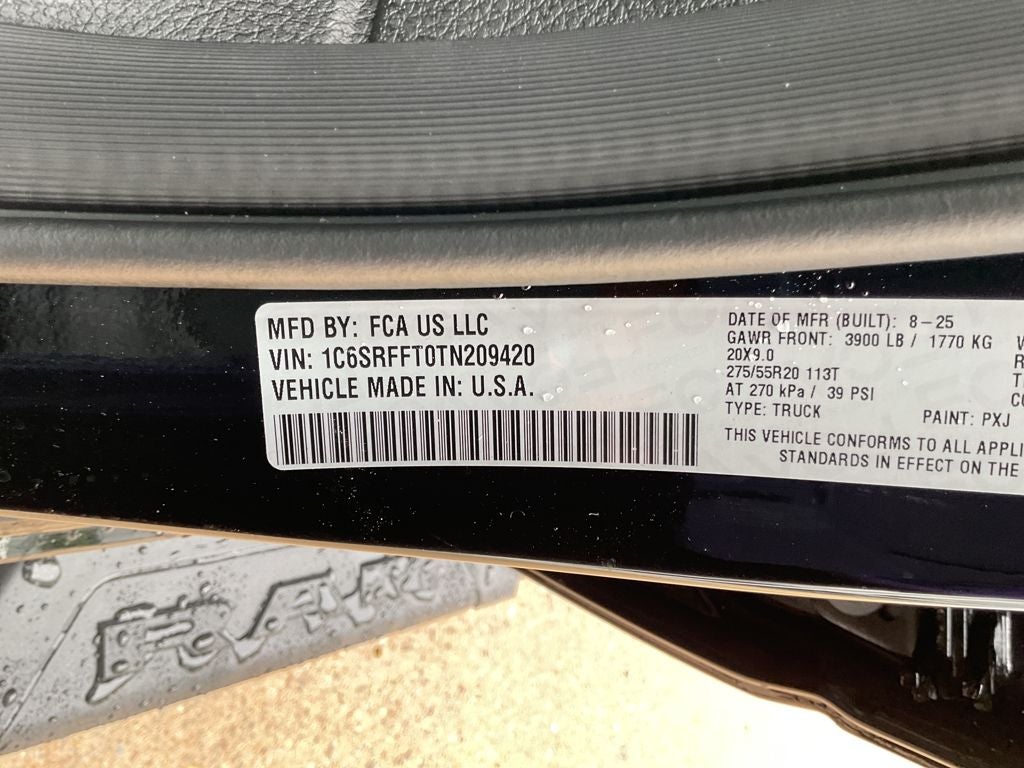 MFD BY: FCA US LLC
VIN: 1C6SRFFT0TN209420
VEHICLE MADE IN: U.S.A.
DATE OF MFR (BUILT): 8-25
GAWR FRONT: 3900 LB / 1770 KG
20X9.0
275/55R20 113T
AT 270 kPa / 39 PSI
TYPE: TRUCK
PAINT: PXJ
THIS VEHICLE CONFORMS TO ALL
STANDARDS IN EFFECT ON THE